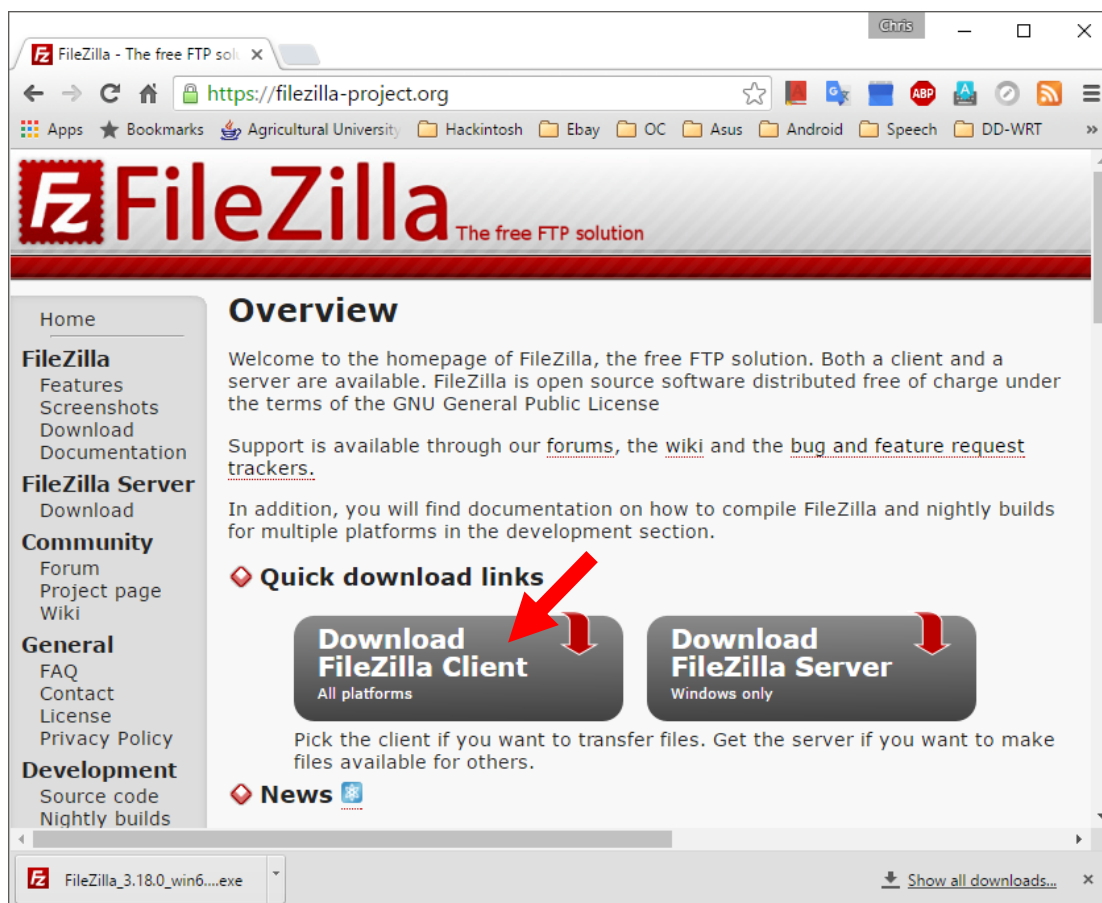 Chris
FileZilla - The free FTP sol
https://filezilla-project.org
ABP
Apps Bookmarks Agricultural University Hackintosh Ebay OC Asus Android Speech DD-WRT »
FileZilla The free FTP solution
Home
FileZilla
Features
Screenshots
Download
Documentation
FileZilla Server
Download
Community
Forum
Project page
Wiki
General
FAQ
Contact
License
Privacy Policy
Development
Source code
Nightly builds
Overview
Welcome to the homepage of FileZilla, the free FTP solution. Both a client and a
server are available. FileZilla is open source software distributed free of charge under
the terms of the GNU General Public License
Support is available through our forums, the wiki and the bug and feature request
trackers.
In addition, you will find documentation on how to compile FileZilla and nightly builds
for multiple platforms in the development section.
Quick download links
Download
FileZilla Client
All platforms
Download
FileZilla Server
Windows only
Pick the client if you want to transfer files. Get the server if you want to make
files available for others.
News
FileZilla_3.18.0_win6....exe
Show all downloads...